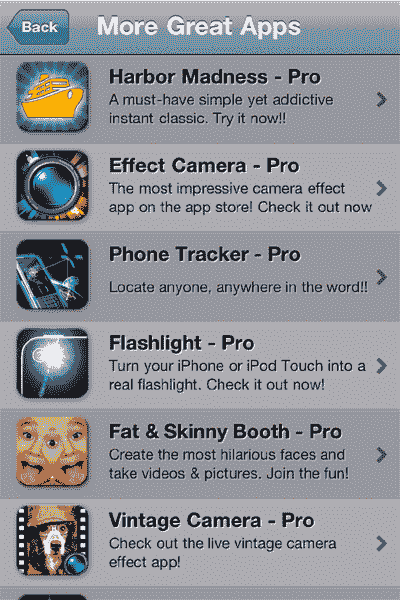 Back
More Great Apps
Harbor Madness - Pro
A must-have simple yet addictive
instant classic. Try it now!!
Effect Camera - Pro
The most impressive camera effect
app on the app store! Check it out now
Phone Tracker - Pro
Locate anyone, anywhere in the word!!
Flashlight - Pro
Turn your iPhone or iPod Touch into a
real flashlight. Check it out now!
Fat & Skinny Booth - Pro
Create the most hilarious faces and
take videos & pictures. Join the fun!
Vintage Camera - Pro
Check out the live vintage camera
effect app!